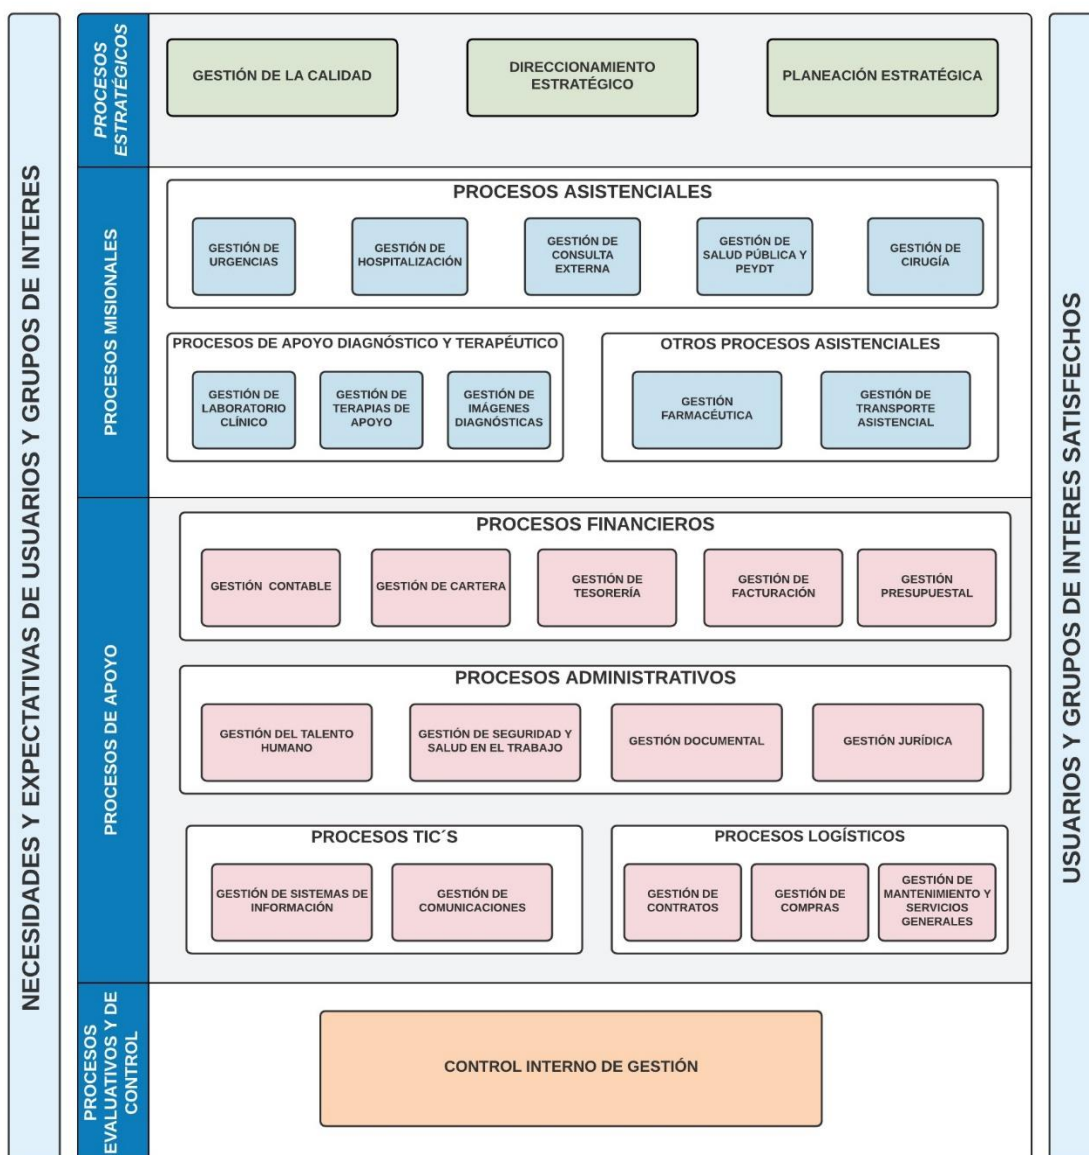 NECESIDADES Y EXPECTATIVAS DE USUARIOS Y GRUPOS DE INTERES
PROCESOS
ESTRATÉGICOS
GESTIÓN DE LA CALIDAD
DIRECCIONAMIENTO
ESTRATÉGICO
PLANEACIÓN ESTRATÉGICA
PROCESOS MISIONALES
PROCESOS ASISTENCIALES
GESTIÓN DE
URGENCIAS
GESTIÓN DE
HOSPITALIZACIÓN
GESTIÓN DE
CONSULTA
EXTERNA
GESTIÓN DE
SALUD PÚBLICA Y
PEYDT
GESTIÓN DE
CIRUGÍA
PROCESOS DE APOYO DIAGNÓSTICO Y TERAPÉUTICO
GESTIÓN DE
LABORATORIO
CLÍNICO
GESTIÓN DE
TERAPIAS DE
APOYO
GESTIÓN DE
IMÁGENES
DIAGNÓSTICAS
OTROS PROCESOS ASISTENCIALES
GESTIÓN
FARMACÉUTICA
GESTIÓN DE
TRANSPORTE
ASISTENCIAL
PROCESOS DE APOYO
PROCESOS FINANCIEROS
GESTIÓN CONTABLE
GESTIÓN DE CARTERA
GESTIÓN DE
TESORERÍA
GESTIÓN DE
FACTURACIÓN
GESTIÓN
PRESUPUESTAL
PROCESOS ADMINISTRATIVOS
GESTIÓN DEL TALENTO
HUMANO
GESTIÓN DE SEGURIDAD Y
SALUD EN EL TRABAJO
GESTIÓN DOCUMENTAL
GESTIÓN JURÍDICA
PROCESOS TIC´S
GESTIÓN DE SISTEMAS DE
INFORMACIÓN
GESTIÓN DE
COMUNICACIONES
PROCESOS LOGÍSTICOS
GESTIÓN DE
CONTRATOS
GESTIÓN DE
COMPRAS
GESTIÓN DE
MANTENIMIENTO Y
SERVICIOS
GENERALES
PROCESOS
EVALUATIVOS Y DE
CONTROL
CONTROL INTERNO DE GESTIÓN
USUARIOS Y GRUPOS DE INTERES SATISFECHOS